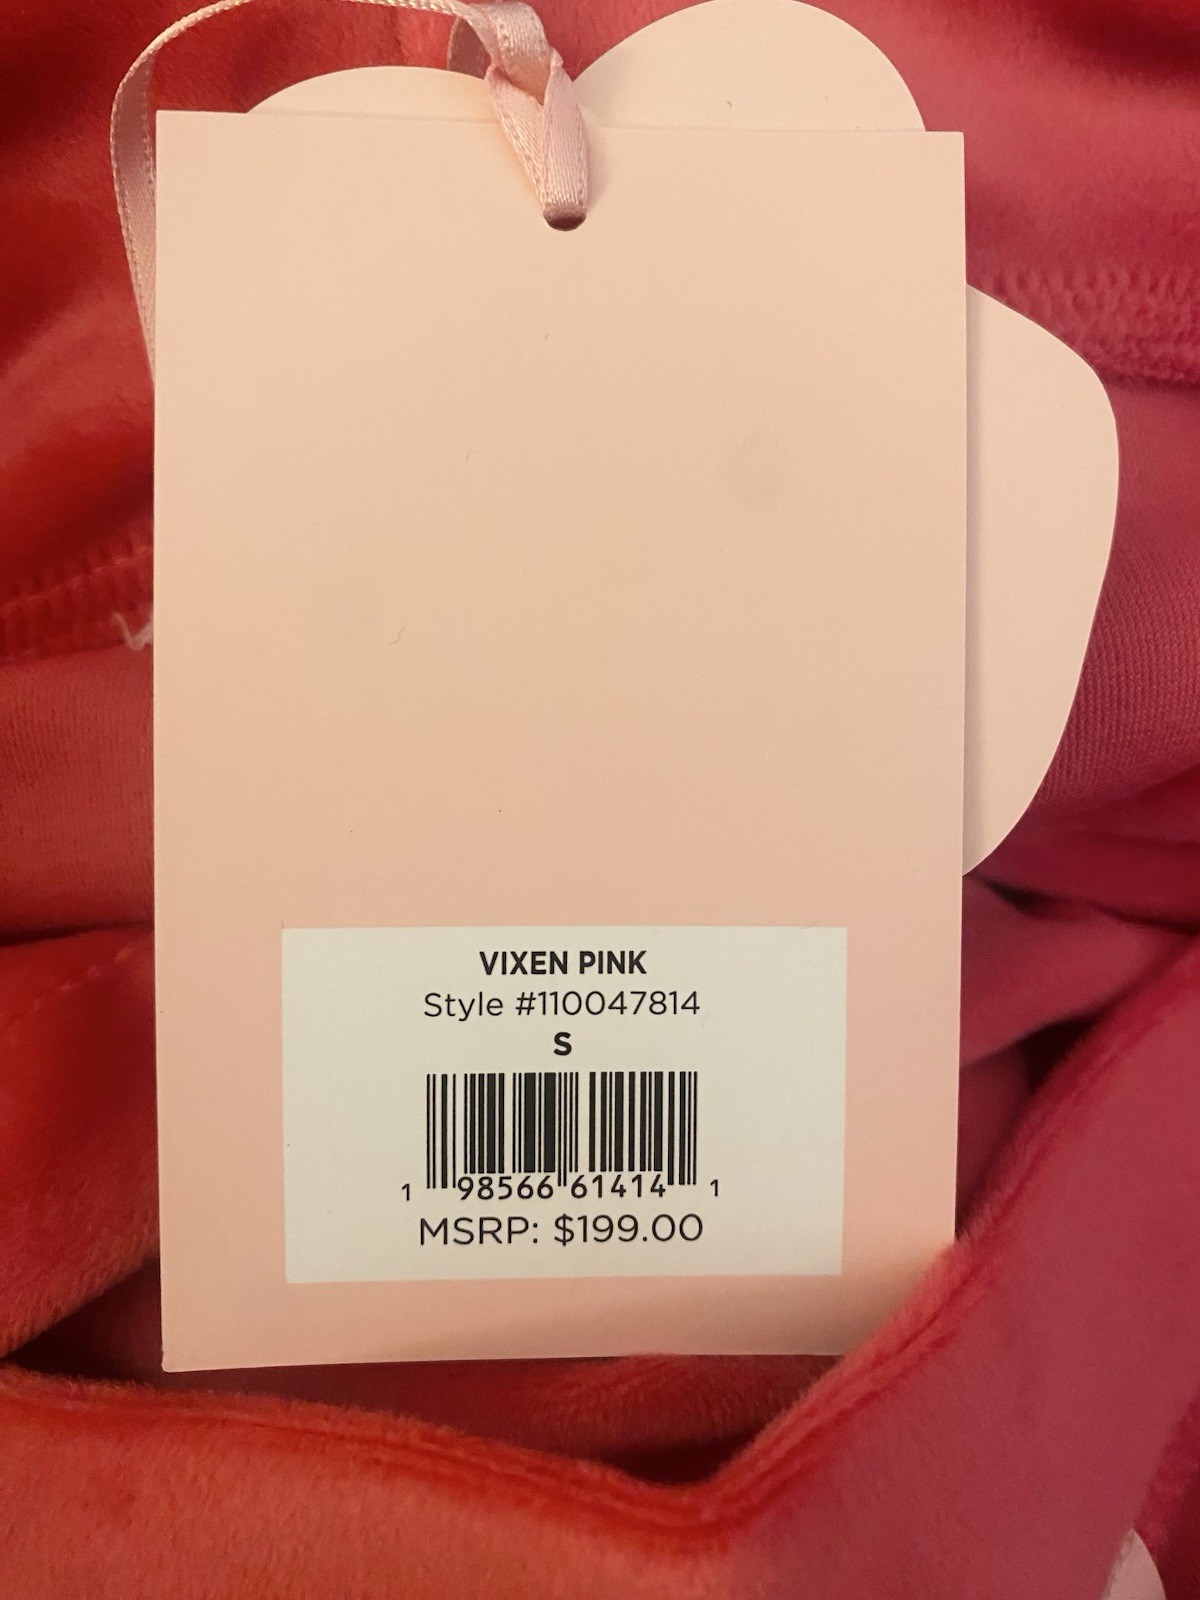 VIXEN PINK
Style #110047814
S
1 98566 61414 1
MSRP: $199.00